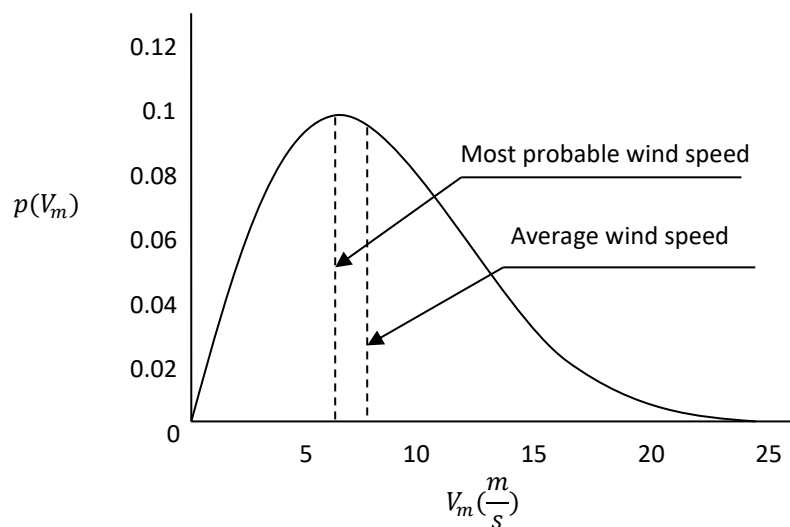 0.12
0.1
Most probable wind speed
0.08
p(V_m)
Average wind speed
0.06
0.04
0.02
0
5 10 15 20 25
V_m(m/s)